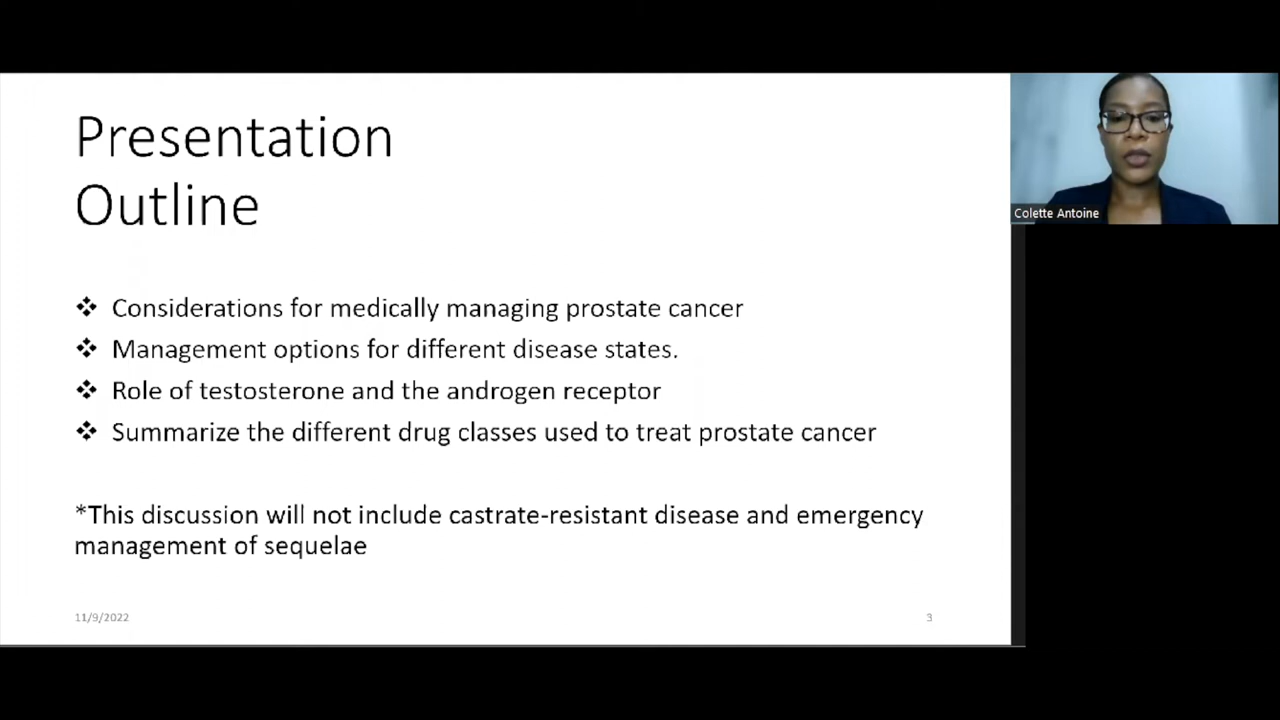 Presentation
Outline
❖ Considerations for medically managing prostate cancer
❖ Management options for different disease states.
❖ Role of testosterone and the androgen receptor
❖ Summarize the different drug classes used to treat prostate cancer
*This discussion will not include castrate-resistant disease and emergency
management of sequelae
11/9/2022
3
Colette Antoine